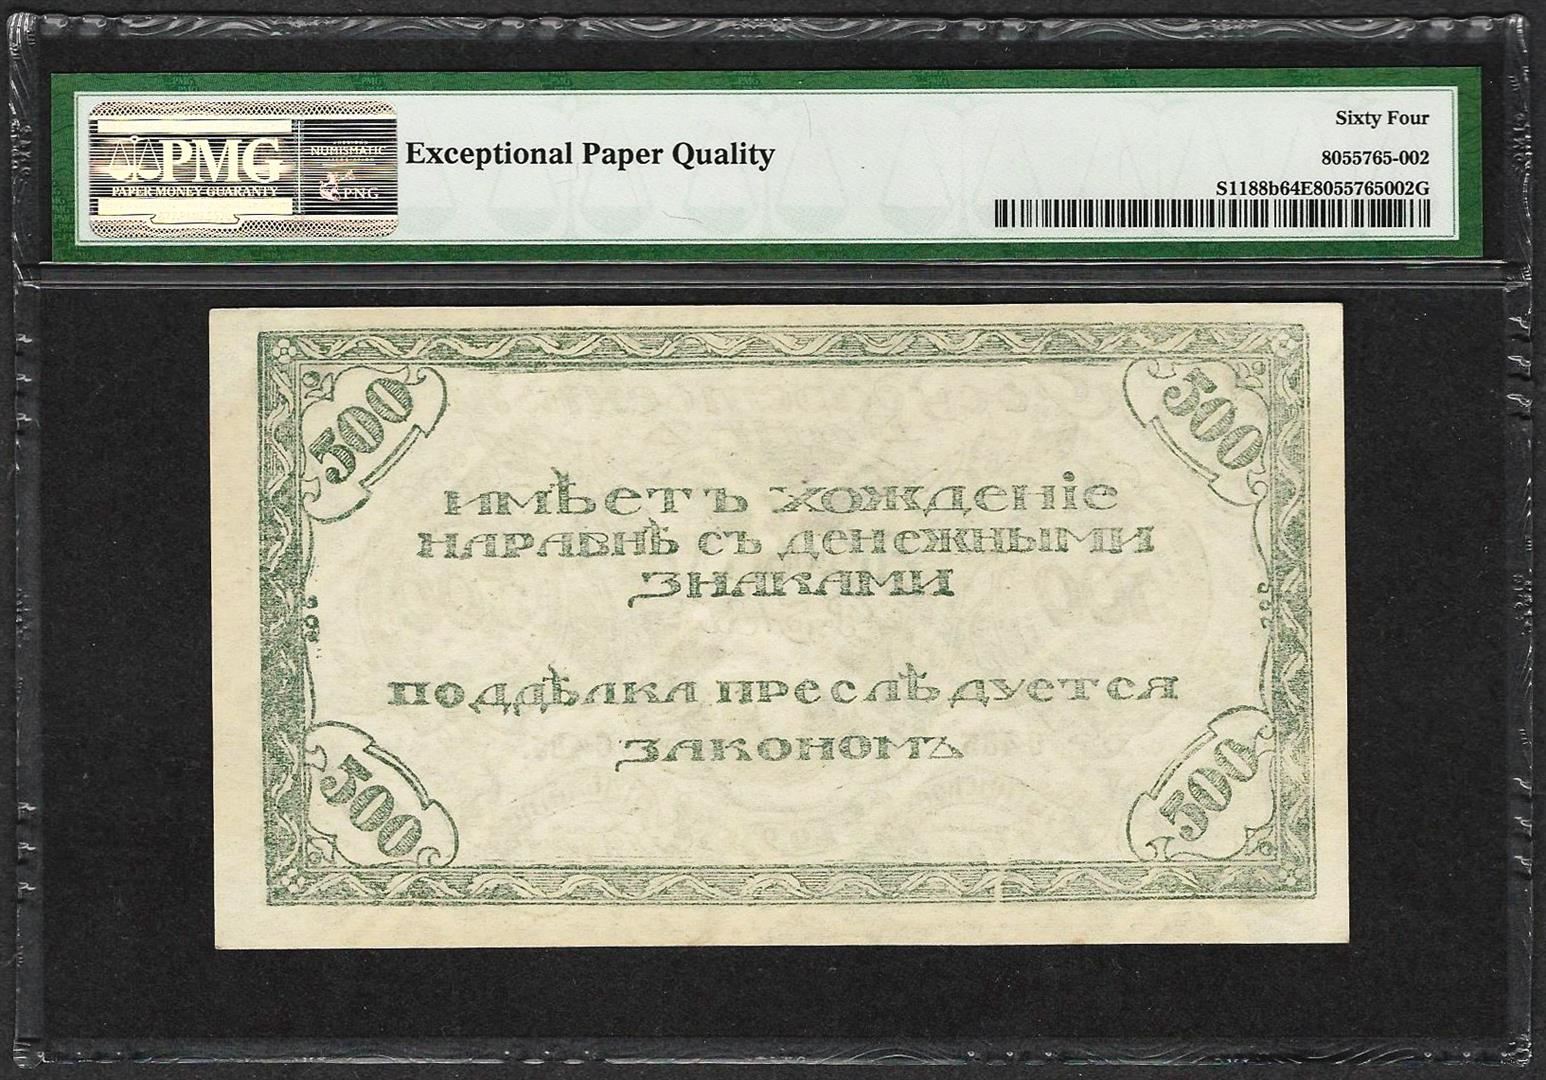 PMG
PAPER MONEY GUARANTY
NUMISMATIC
PNG
Exceptional Paper Quality
Sixty Four
8055765-002
S1188b64E8055765002G
500
500
имѣетъ хожденіе
наравнѣ съ денежными
знаками
поддѣлка преслѣдуется
закономъ
500
500